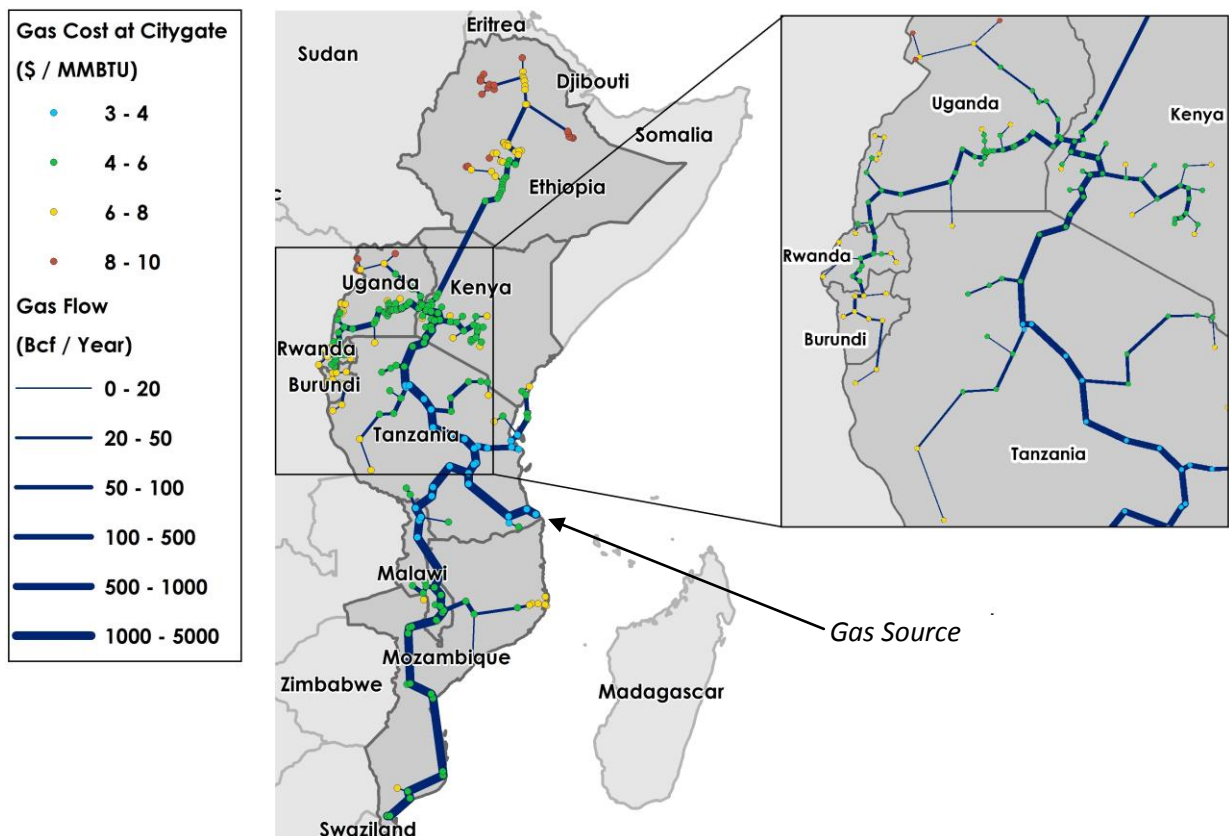 Gas Cost at Citygate
($ / MMBTU)
3 - 4
4 - 6
6 - 8
8 - 10
Gas Flow
(Bcf / Year)
0 - 20
20 - 50
50 - 100
100 - 500
500 - 1000
1000 - 5000
Eritrea
Sudan
Djibouti
Somalia
Ethiopia
c
Uganda
Kenya
Rwanda
Burundi
Tanzania
Malawi
Mozambique
Zimbabwe
Madagascar
Swaziland
Gas Source
Uganda
Kenya
Rwanda
Burundi
Tanzania